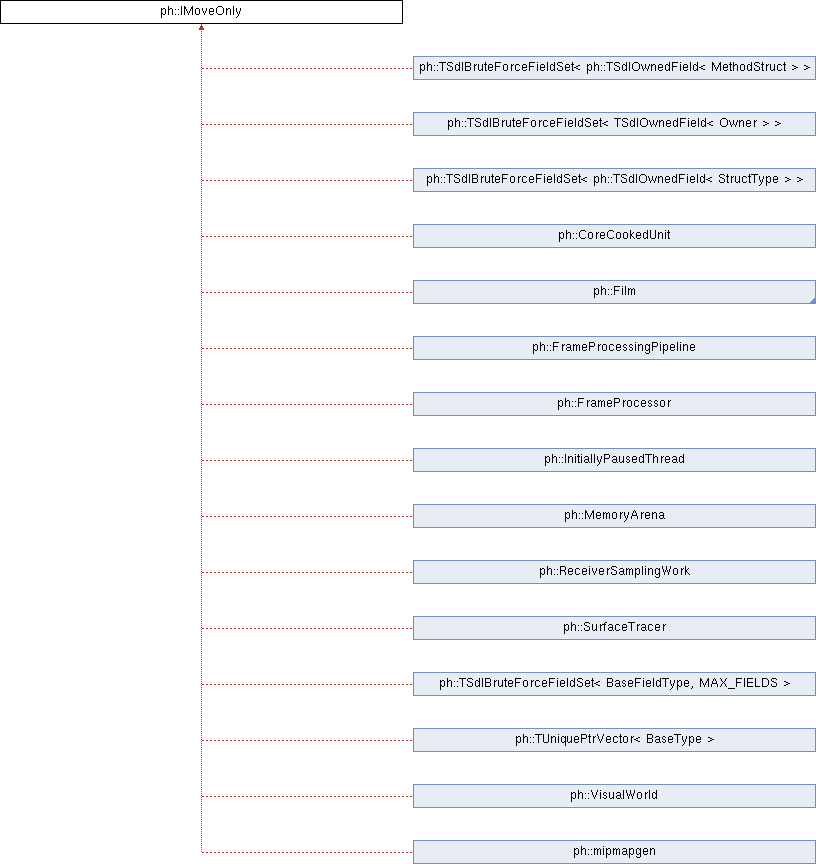 ph::IMoveOnly
ph::TSdlBruteForceFieldSet< ph::TSdlOwnedField< MethodStruct > >
ph::TSdlBruteForceFieldSet< TSdlOwnedField< Owner > >
ph::TSdlBruteForceFieldSet< ph::TSdlOwnedField< StructType > >
ph::CoreCookedUnit
ph::Film
ph::FrameProcessingPipeline
ph::FrameProcessor
ph::InitiallyPausedThread
ph::MemoryArena
ph::ReceiverSamplingWork
ph::SurfaceTracer
ph::TSdlBruteForceFieldSet< BaseFieldType, MAX_FIELDS >
ph::TUniquePtrVector< BaseType >
ph::VisualWorld
ph::mipmapgen